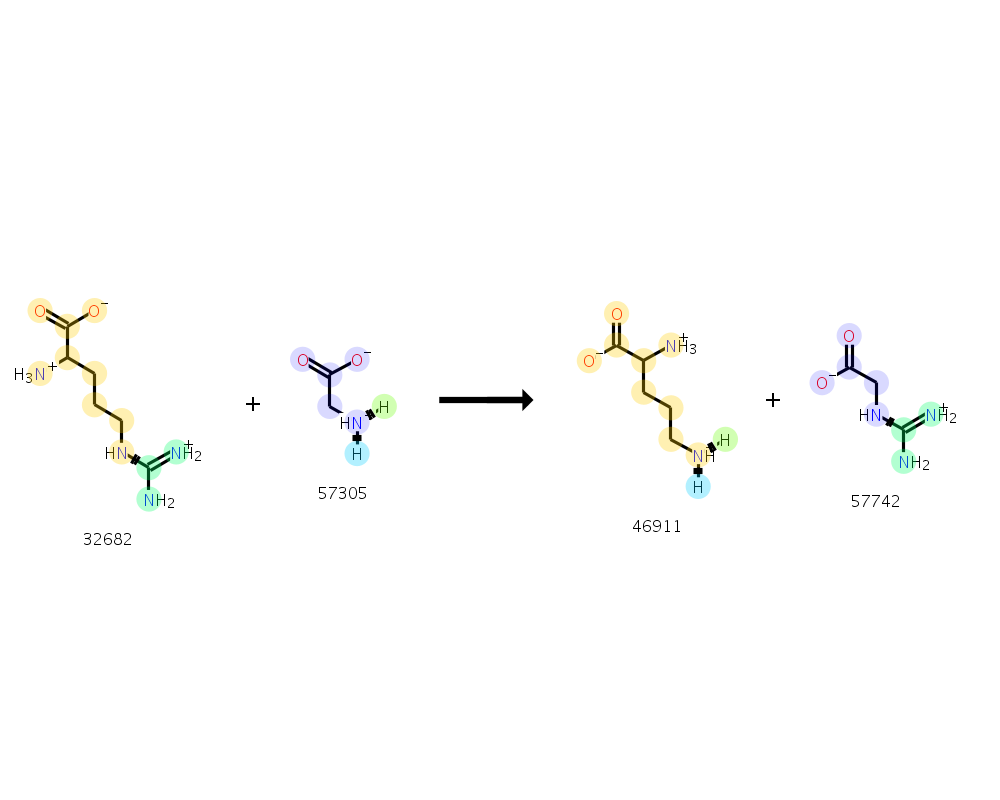 O O⁻
H₃N⁺
HN NH₂⁺
NH₂
32682
+
O O⁻
HN H
H
57305
O
O⁻ NH₃⁺
NH H
H
46911
+
O
O⁻
HN NH₂⁺
NH₂
57742